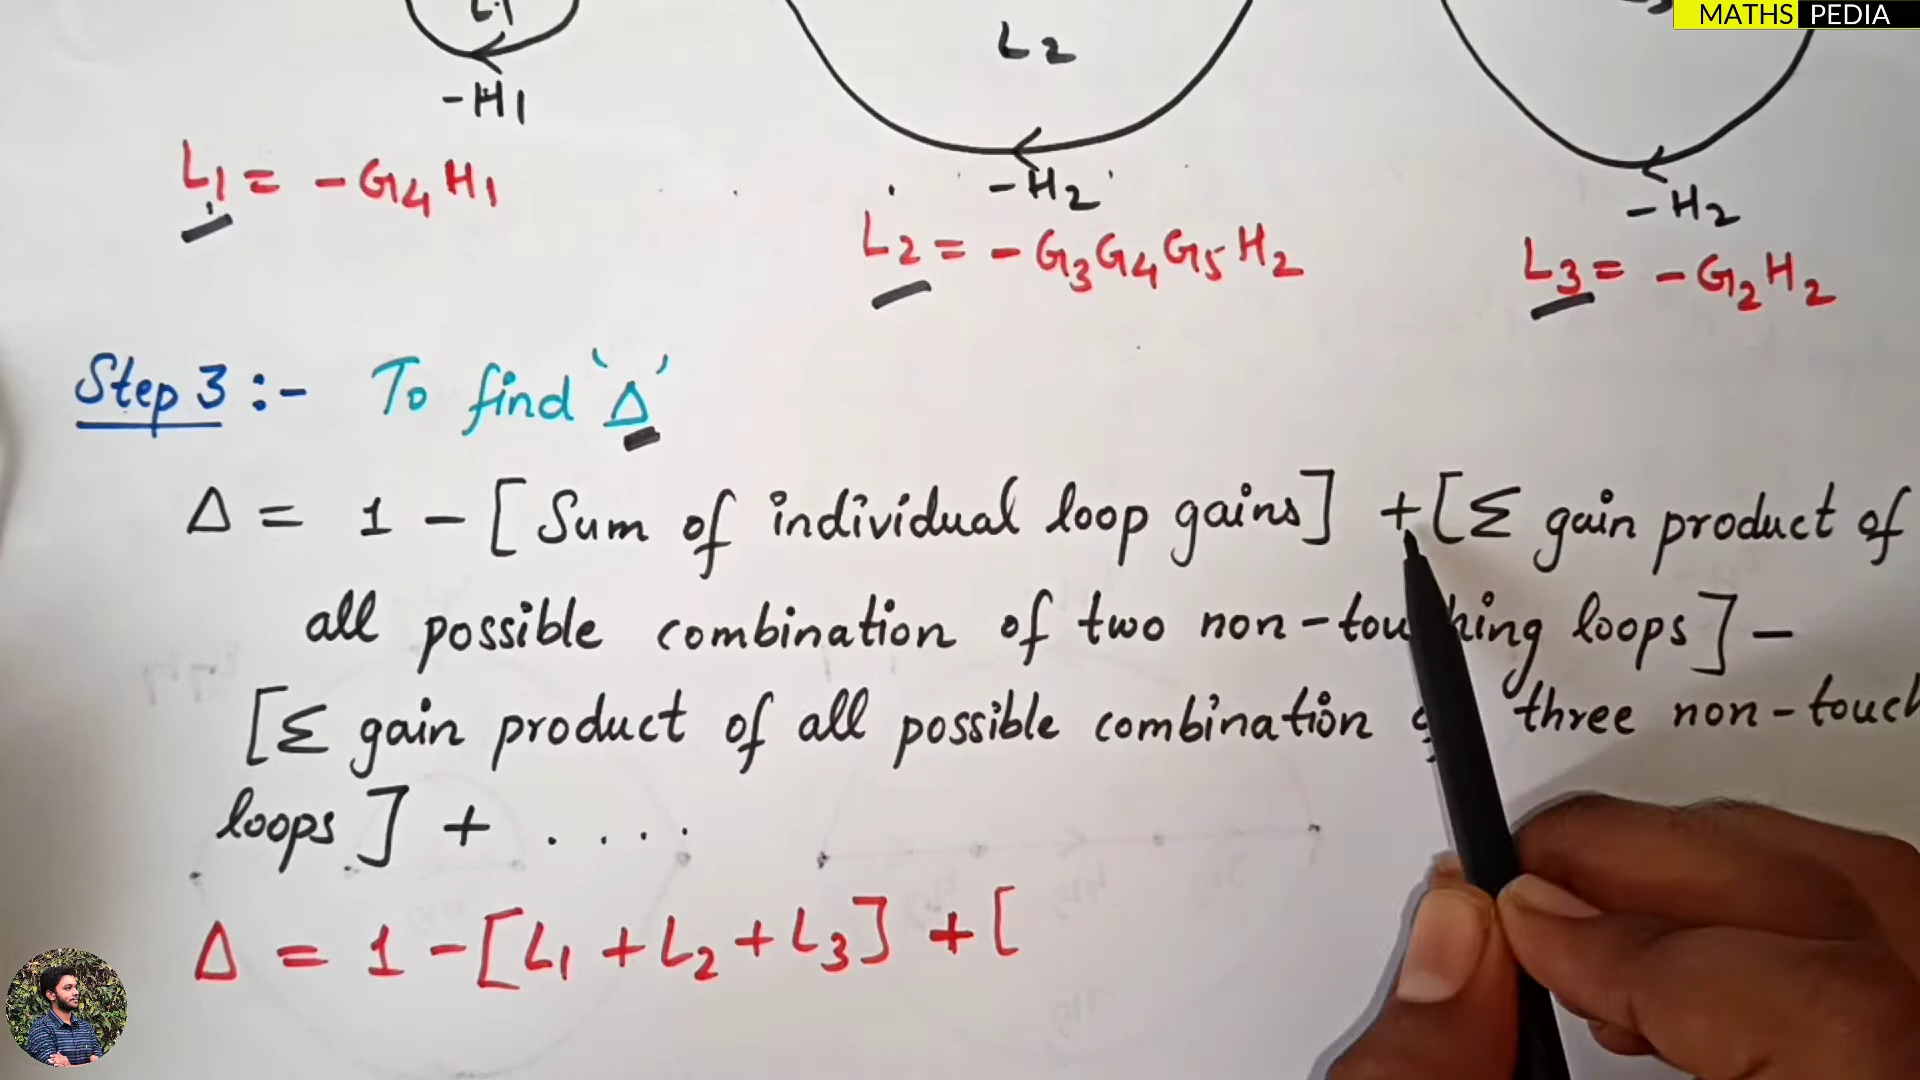 MATHS PEDIA
L1
L2
-H1
-H2
-H2
L1 = -G4H1
L2 = -G3G4G5H2
L3 = -G2H2
Step 3 :- To find 'Δ'
Δ = 1 - [Sum of individual loop gains] + [Σ gain product of
all possible combination of two non-touching loops] -
[Σ gain product of all possible combination three non-touch
loops] + ....
Δ = 1 - [L1 + L2 + L3] + [